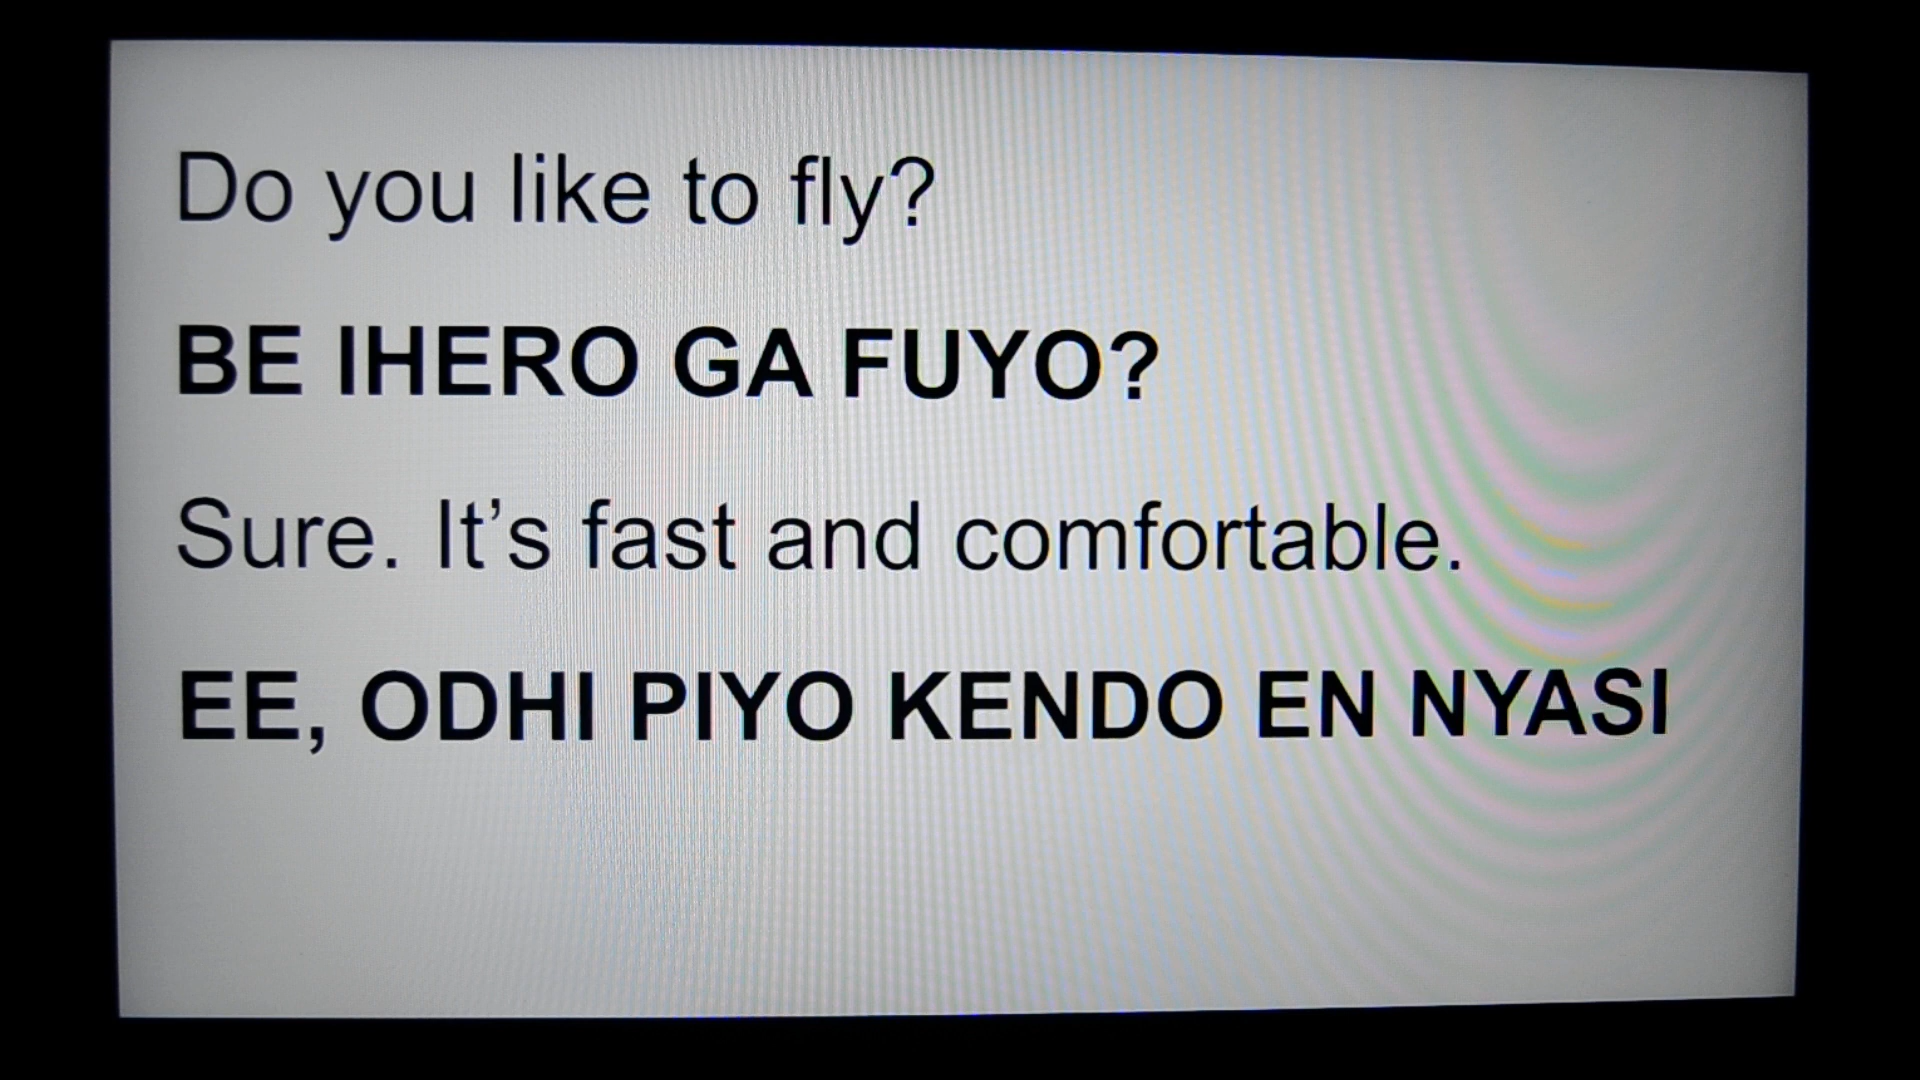 Do you like to fly?
BE IHERO GA FUYO?
Sure. It’s fast and comfortable.
EE, ODHI PIYO KENDO EN NYASI